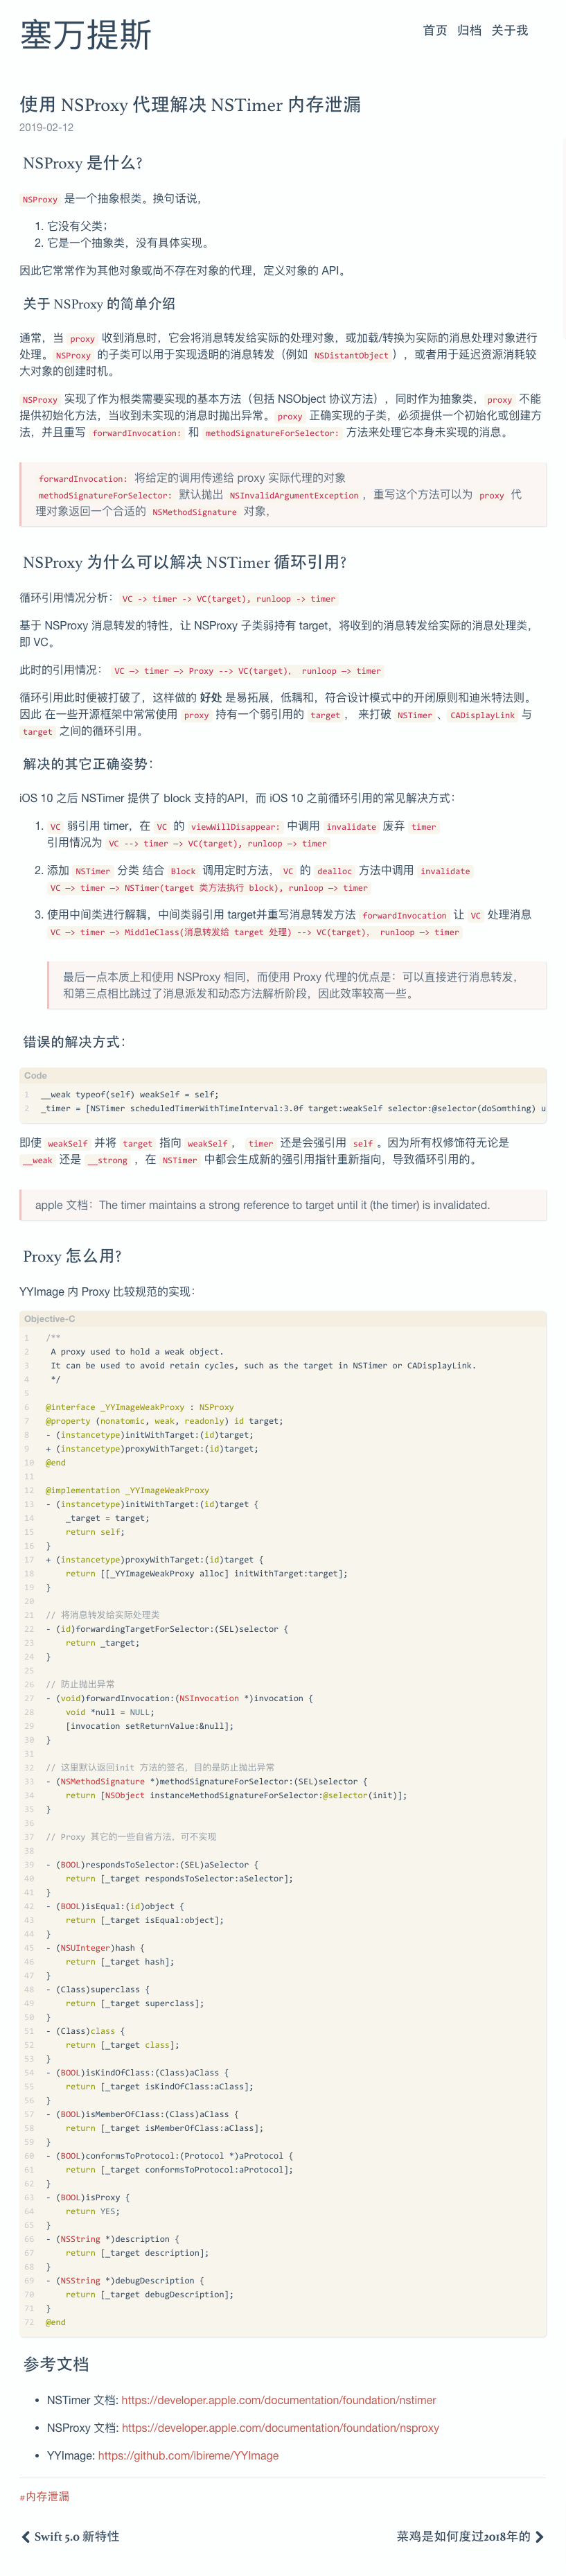 塞万提斯
首页 归档 关于我
使用 NSProxy 代理解决 NSTimer 内存泄漏
2019-02-12
NSProxy 是什么?
NSProxy 是一个抽象根类。换句话说，
1. 它没有父类；
2. 它是一个抽象类，没有具体实现。
因此它常常作为其他对象或尚不存在对象的代理，定义对象的 API。
关于 NSProxy 的简单介绍
通常，当 proxy 收到消息时，它会将消息转发给实际的处理对象，或加载/转换为实际的消息处理对象进行
处理。 NSProxy 的子类可以用于实现透明的消息转发（例如 NSDistantObject ），或者用于延迟资源消耗较
大对象的创建时机。
NSProxy 实现了作为根类需要实现的基本方法（包括 NSObject 协议方法），同时作为抽象类， proxy 不能
提供初始化方法，当收到未实现的消息时抛出异常。 proxy 正确实现的子类，必须提供一个初始化或创建方
法，并且重写 forwardInvocation: 和 methodSignatureForSelector: 方法来处理它本身未实现的消息。
forwardInvocation: 将给定的调用传递给 proxy 实际代理的对象
methodSignatureForSelector: 默认抛出 NSInvalidArgumentException ，重写这个方法可以为 proxy 代
理对象返回一个合适的 NSMethodSignature 对象，
NSProxy 为什么可以解决 NSTimer 循环引用?
循环引用情况分析： VC -> timer -> VC(target), runloop -> timer
基于 NSProxy 消息转发的特性，让 NSProxy 子类弱持有 target，将收到的消息转发给实际的消息处理类，
即 VC。
此时的引用情况： VC —> timer —> Proxy --> VC(target)， runloop —> timer
循环引用此时便被打破了，这样做的 好处 是易拓展，低耦和，符合设计模式中的开闭原则和迪米特法则。
因此 在一些开源框架中常常使用 proxy 持有一个弱引用的 target ， 来打破 NSTimer 、 CADisplayLink 与
target 之间的循环引用。
解决的其它正确姿势：
iOS 10 之后 NSTimer 提供了 block 支持的API，而 iOS 10 之前循环引用的常见解决方式：
1. VC 弱引用 timer，在 VC 的 viewWillDisappear: 中调用 invalidate 废弃 timer
引用情况为 VC --> timer —> VC(target), runloop —> timer
2. 添加 NSTimer 分类 结合 Block 调用定时方法， VC 的 dealloc 方法中调用 invalidate
VC —> timer —> NSTimer(target 类方法执行 block), runloop —> timer
3. 使用中间类进行解耦，中间类弱引用 target并重写消息转发方法 forwardInvocation 让 VC 处理消息
VC —> timer —> MiddleClass(消息转发给 target 处理) --> VC(target)， runloop —> timer
最后一点本质上和使用 NSProxy 相同，而使用 Proxy 代理的优点是：可以直接进行消息转发，
和第三点相比跳过了消息派发和动态方法解析阶段，因此效率较高一些。
错误的解决方式：
Code
1 __weak typeof(self) weakSelf = self;
2 _timer = [NSTimer scheduledTimerWithTimeInterval:3.0f target:weakSelf selector:@selector(doSomthing) u
即使 weakSelf 并将 target 指向 weakSelf ， timer 还是会强引用 self 。因为所有权修饰符无论是
__weak 还是 __strong ，在 NSTimer 中都会生成新的强引用指针重新指向，导致循环引用的。
apple 文档：The timer maintains a strong reference to target until it (the timer) is invalidated.
Proxy 怎么用?
YYImage 内 Proxy 比较规范的实现：
Objective-C
1 /**
2 A proxy used to hold a weak object.
3 It can be used to avoid retain cycles, such as the target in NSTimer or CADisplayLink.
4 */
5
6 @interface _YYImageWeakProxy : NSProxy
7 @property (nonatomic, weak, readonly) id target;
8 - (instancetype)initWithTarget:(id)target;
9 + (instancetype)proxyWithTarget:(id)target;
10 @end
11
12 @implementation _YYImageWeakProxy
13 - (instancetype)initWithTarget:(id)target {
14 _target = target;
15 return self;
16 }
17 + (instancetype)proxyWithTarget:(id)target {
18 return [[_YYImageWeakProxy alloc] initWithTarget:target];
19 }
20
21 // 将消息转发给实际处理类
22 - (id)forwardingTargetForSelector:(SEL)selector {
23 return _target;
24 }
25
26 // 防止抛出异常
27 - (void)forwardInvocation:(NSInvocation *)invocation {
28 void *null = NULL;
29 [invocation setReturnValue:&null];
30 }
31
32 // 这里默认返回init 方法的签名，目的是防止抛出异常
33 - (NSMethodSignature *)methodSignatureForSelector:(SEL)selector {
34 return [NSObject instanceMethodSignatureForSelector:@selector(init)];
35 }
36
37 // Proxy 其它的一些自省方法，可不实现
38
39 - (BOOL)respondsToSelector:(SEL)aSelector {
40 return [_target respondsToSelector:aSelector];
41 }
42 - (BOOL)isEqual:(id)object {
43 return [_target isEqual:object];
44 }
45 - (NSUInteger)hash {
46 return [_target hash];
47 }
48 - (Class)superclass {
49 return [_target superclass];
50 }
51 - (Class)class {
52 return [_target class];
53 }
54 - (BOOL)isKindOfClass:(Class)aClass {
55 return [_target isKindOfClass:aClass];
56 }
57 - (BOOL)isMemberOfClass:(Class)aClass {
58 return [_target isMemberOfClass:aClass];
59 }
60 - (BOOL)conformsToProtocol:(Protocol *)aProtocol {
61 return [_target conformsToProtocol:aProtocol];
62 }
63 - (BOOL)isProxy {
64 return YES;
65 }
66 - (NSString *)description {
67 return [_target description];
68 }
69 - (NSString *)debugDescription {
70 return [_target debugDescription];
71 }
72 @end
参考文档
• NSTimer 文档: https://developer.apple.com/documentation/foundation/nstimer
• NSProxy 文档: https://developer.apple.com/documentation/foundation/nsproxy
• YYImage: https://github.com/ibireme/YYImage
#内存泄漏
Swift 5.0 新特性
菜鸡是如何度过2018年的